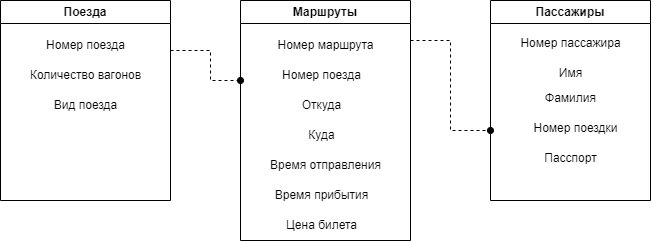 Поезда
Номер поезда
Количество вагонов
Вид поезда
Маршруты
Номер маршрута
Номер поезда
Откуда
Куда
Время отправления
Время прибытия
Цена билета
Пассажиры
Номер пассажира
Имя
Фамилия
Номер поездки
Паспорт